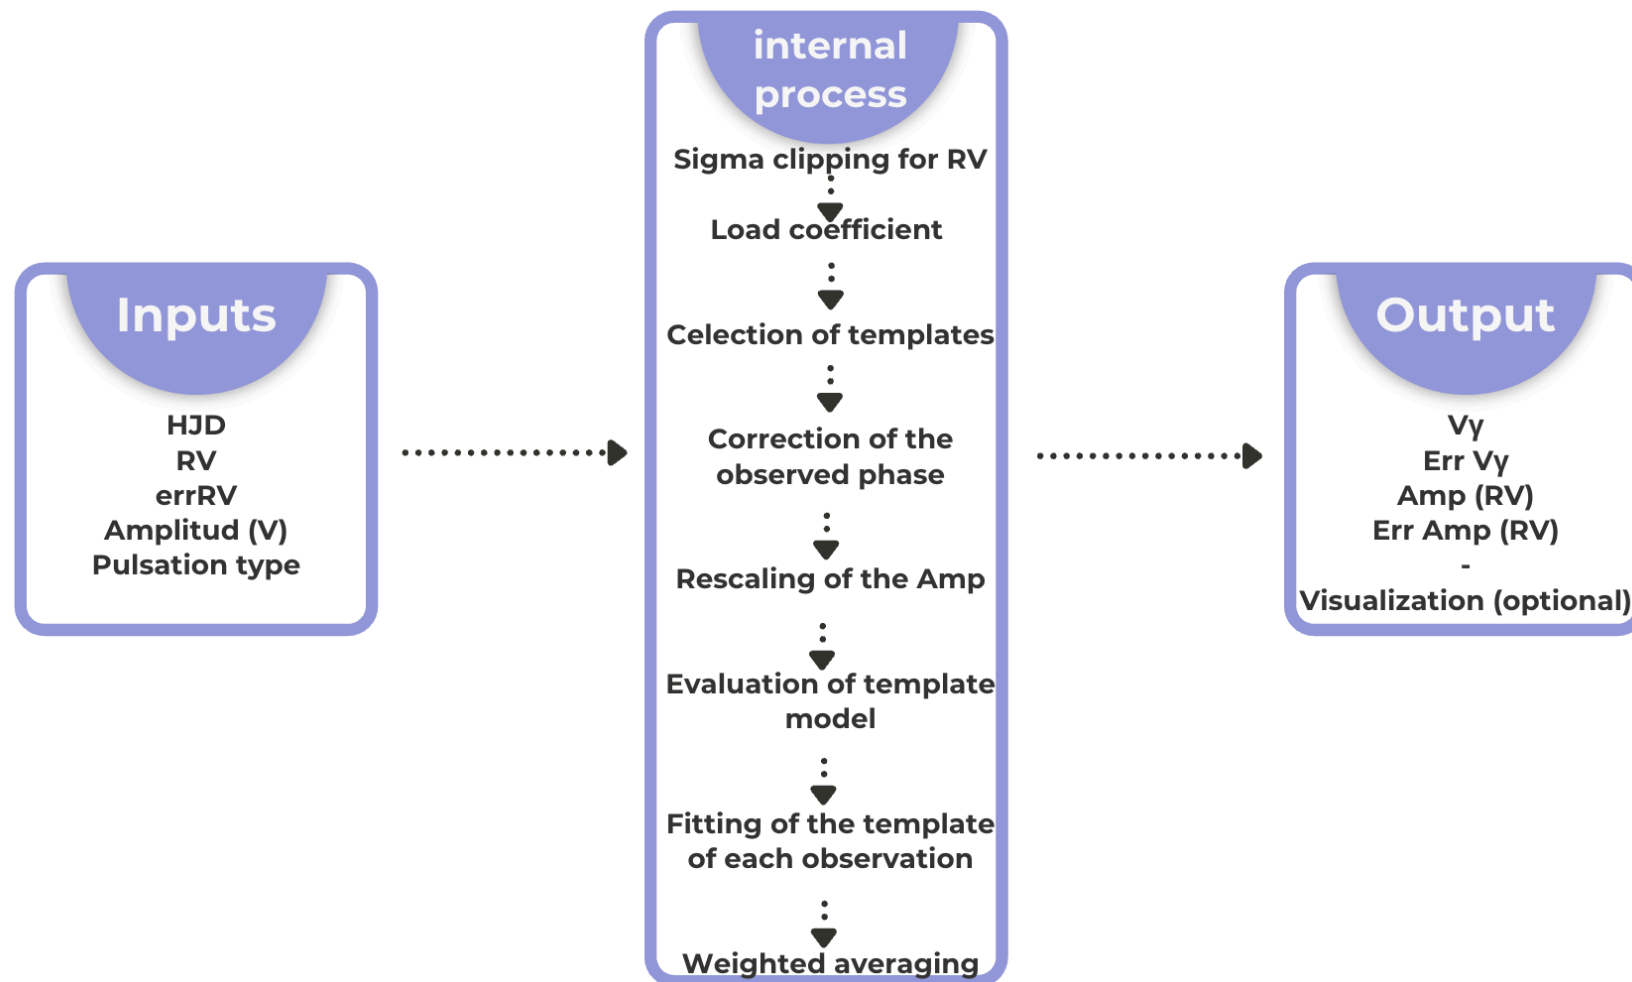 Inputs
HJD
RV
errRV
Amplitud (V)
Pulsation type
internal
process
Sigma clipping for RV
Load coefficient
Celection of templates
Correction of the
observed phase
Rescaling of the Amp
Evaluation of template
model
Fitting of the template
of each observation
Weighted averaging
Output
Vγ
Err Vγ
Amp (RV)
Err Amp (RV)
-
Visualization (optional)